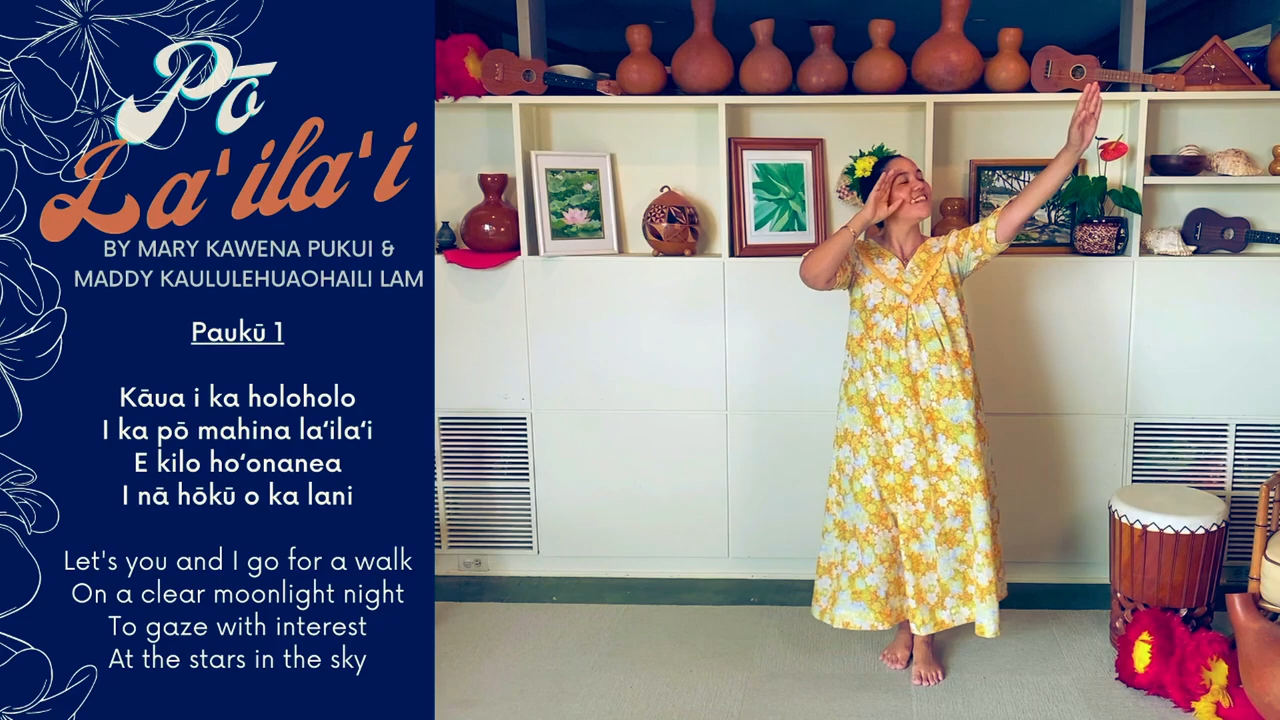 Pō
Laʻilaʻi
BY MARY KAWENA PUKUI &
MADDY KAULULEHUAOHAILI LAM
Paukū 1
Kāua i ka holoholo
I ka pō mahina laʻilaʻi
E kilo hoʻonanea
I nā hōkū o ka lani
Let's you and I go for a walk
On a clear moonlight night
To gaze with interest
At the stars in the sky